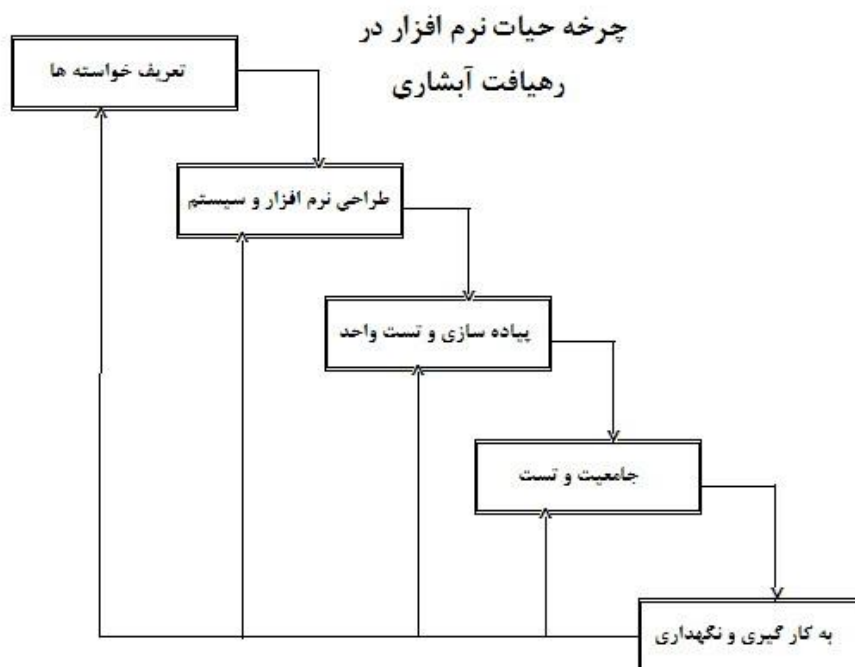 چرخه حیات نرم افزار در
رهیافت آبشاری
تعریف خواسته ها
طراحی نرم افزار و سیستم
پیاده سازی و تست واحد
جامعیت و تست
به کار گیری و نگهداری